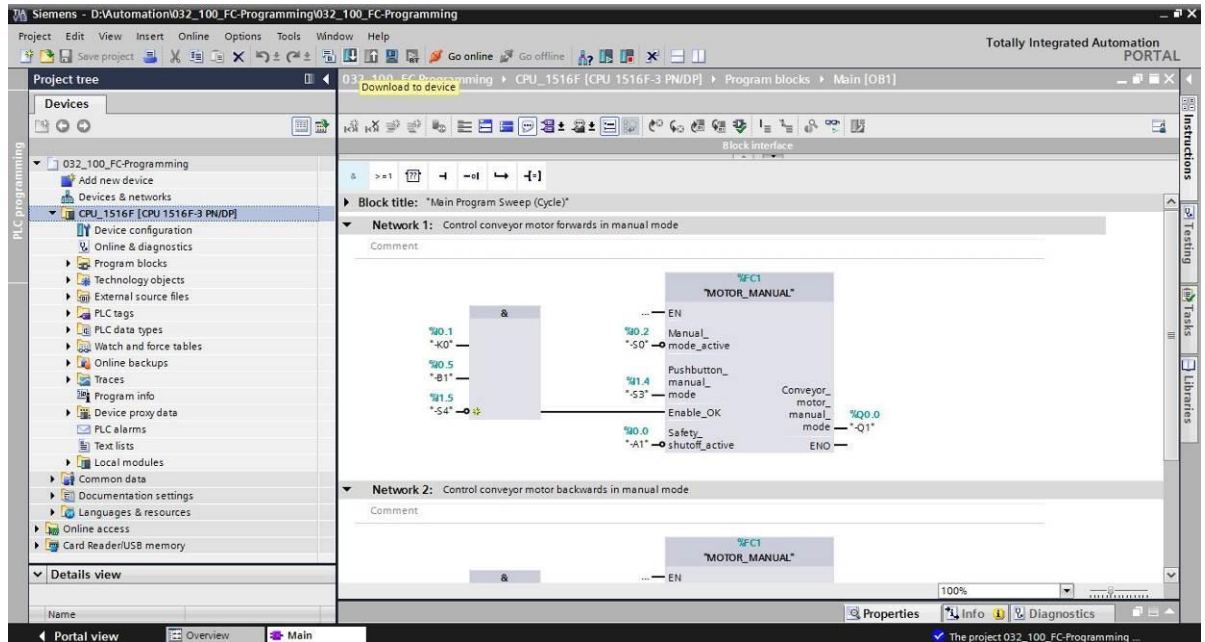 Siemens - D:\Automation\032_100_FC-Programming\032_100_FC-Programming
Project Edit View Insert Online Options Tools Window Help
Totally Integrated Automation
PORTAL
Save project Go online Go offline
Project tree
032_100_FC-Programming CPU_1516F [CPU 1516F-3 PN/DP] Program blocks Main [OB1]
Download to device
Devices
Block interface
PLC programming
032_100_FC-Programming
Add new device
Devices & networks
CPU_1516F [CPU 1516F-3 PN/DP]
Device configuration
Online & diagnostics
Program blocks
Technology objects
External source files
PLC tags
PLC data types
Watch and force tables
Online backups
Traces
Program info
Device proxy data
PLC alarms
Text lists
Local modules
Common data
Documentation settings
Languages & resources
Online access
Card Reader/USB memory
Details view
Name
& >=1 ?? -| -o| -[=]
Block title: "Main Program Sweep (Cycle)"
Network 1: Control conveyor motor forwards in manual mode
Comment
%FC1
"MOTOR_MANUAL"
&
... EN
%I0.1
"-K0"
%I0.5
"-B1"
%I1.5
"-S4"
%I0.2
"-S0"
Manual_
mode_active
%I1.4
"-S3"
Pushbutton_
manual_
mode
Enable_OK
%I0.0
"-A1"
Safety_
shutoff_active
Conveyor_
motor_
manual_
mode
%Q0.0
"-Q1"
ENO
Network 2: Control conveyor motor backwards in manual mode
Comment
%FC1
"MOTOR_MANUAL"
&
... EN
100%
Properties Info Diagnostics
Instructions
Testing
Tasks
Libraries
Portal view Overview Main
The project 032_100_FC-Programming ...